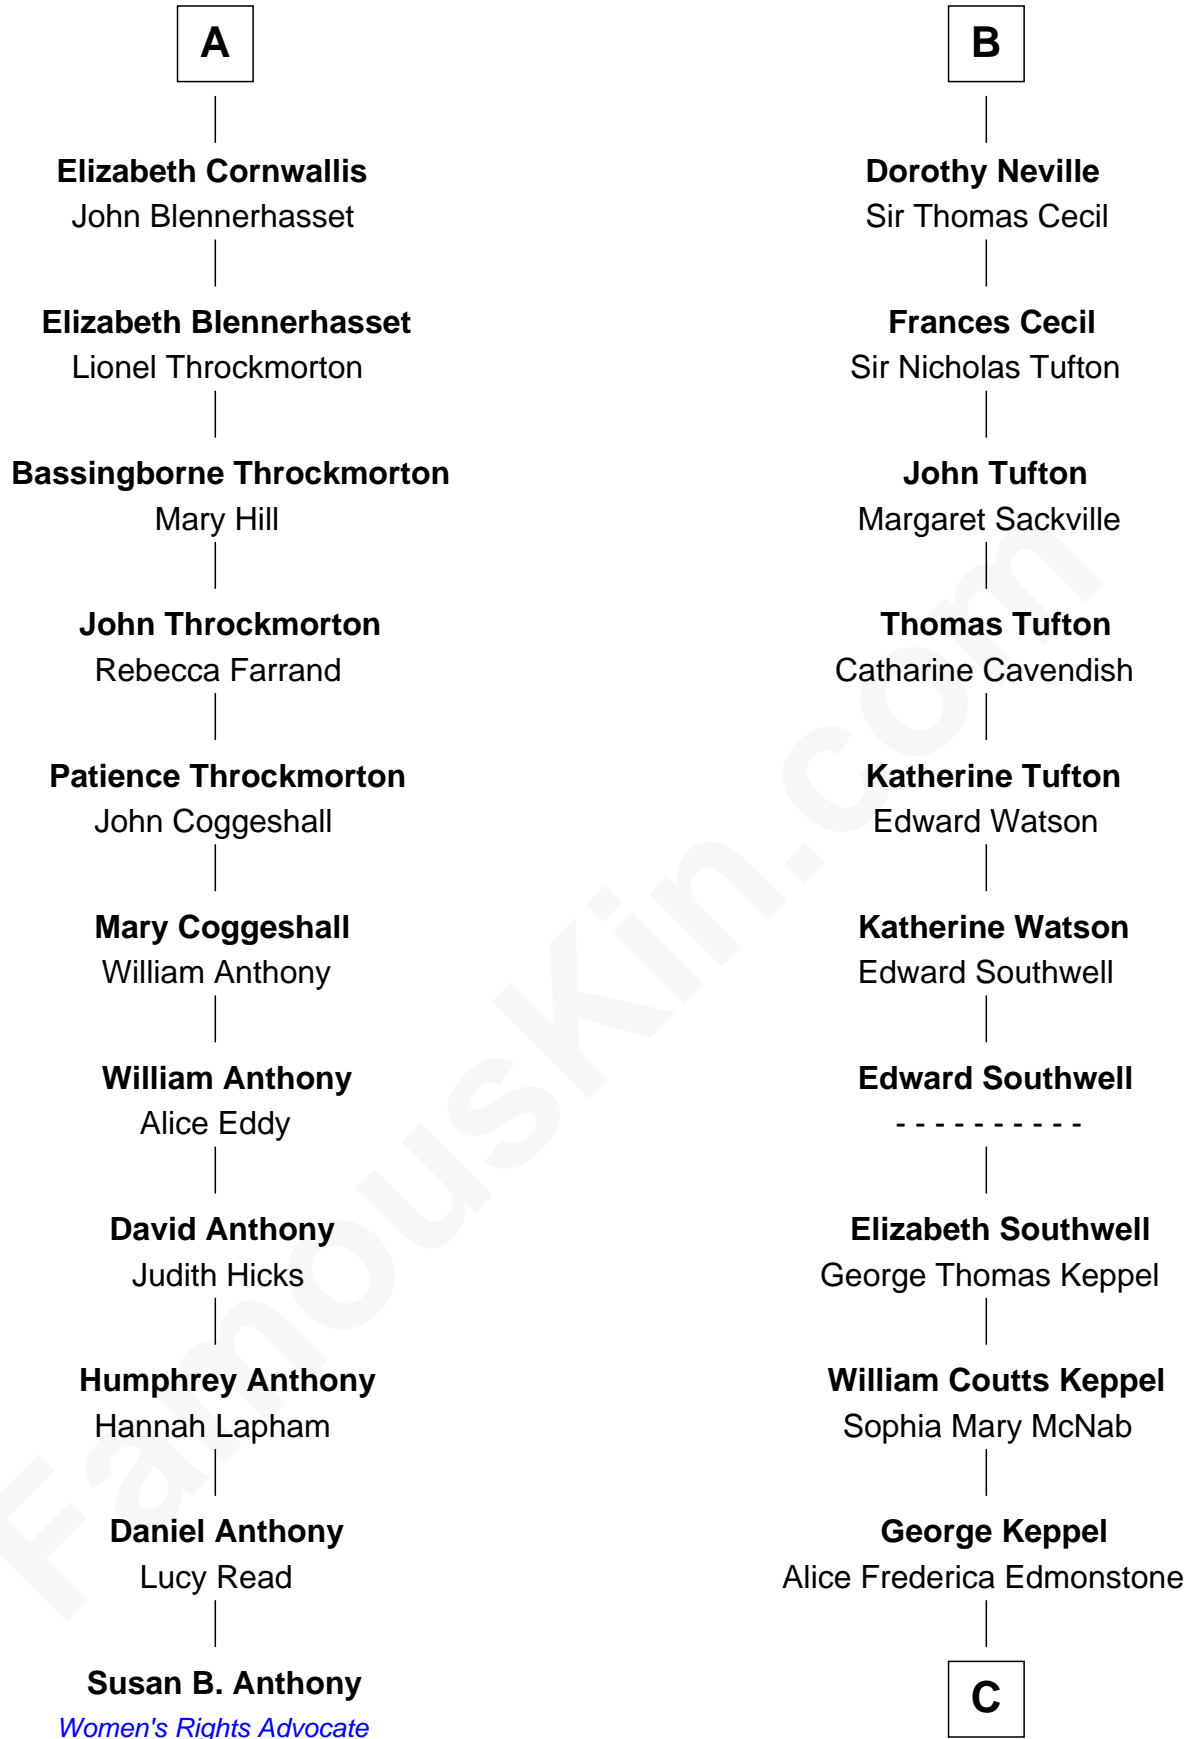 A
Elizabeth Cornwallis
John Blennerhasset
Elizabeth Blennerhasset
Lionel Throckmorton
Bassingborne Throckmorton
Mary Hill
John Throckmorton
Rebecca Farrand
Patience Throckmorton
John Coggeshall
Mary Coggeshall
William Anthony
William Anthony
Alice Eddy
David Anthony
Judith Hicks
Humphrey Anthony
Hannah Lapham
Daniel Anthony
Lucy Read
Susan B. Anthony
Women's Rights Advocate
B
Dorothy Neville
Sir Thomas Cecil
Frances Cecil
Sir Nicholas Tufton
John Tufton
Margaret Sackville
Thomas Tufton
Catharine Cavendish
Katherine Tufton
Edward Watson
Katherine Watson
Edward Southwell
Edward Southwell
- - - - - - - - - -
Elizabeth Southwell
George Thomas Keppel
William Coutts Keppel
Sophia Mary McNab
George Keppel
Alice Frederica Edmonstone
C
FamousKin.com